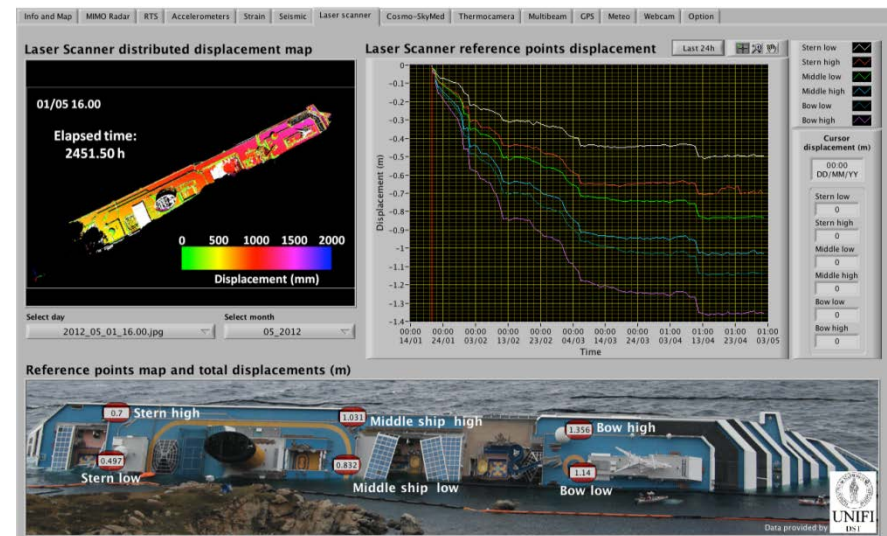 Info and Map MIMO Radar RTS Accelerometers Strain Seismic Laser scanner Cosmo-SkyMed Thermocamera Multibeam GPS Meteo Webcam Option
Laser Scanner distributed displacement map
01/05 16.00
Elapsed time:
2451.50 h
0 500 1000 1500 2000
Displacement (mm)
Select day
Select month
2012_05_01_16.00.jpg
05_2012
Laser Scanner reference points displacement
Last 24h
Displacement (m)
0
-0.1
-0.2
-0.3
-0.4
-0.5
-0.6
-0.7
-0.8
-0.9
-1
-1.1
-1.2
-1.3
-1.4
00:00 00:00 00:00 00:00 00:00 00:00 00:00 00:00 01:00 01:00 01:00 01:00
14/01 24/01 03/02 13/02 23/02 04/03 14/03 24/03 03/04 13/04 23/04 03/05
Time
Stern low
Stern high
Middle low
Middle high
Bow low
Bow high
Cursor
displacement (m)
00:00
DD/MM/YY
Stern low
0
Stern high
0
Middle low
0
Middle high
0
Bow low
0
Bow high
0
Reference points map and total displacements (m)
0.7 Stern high
1.031 Middle ship high
1.356 Bow high
0.497
Stern low
0.832
Middle ship low
1.14
Bow low
Data provided by
UNIFI
DST